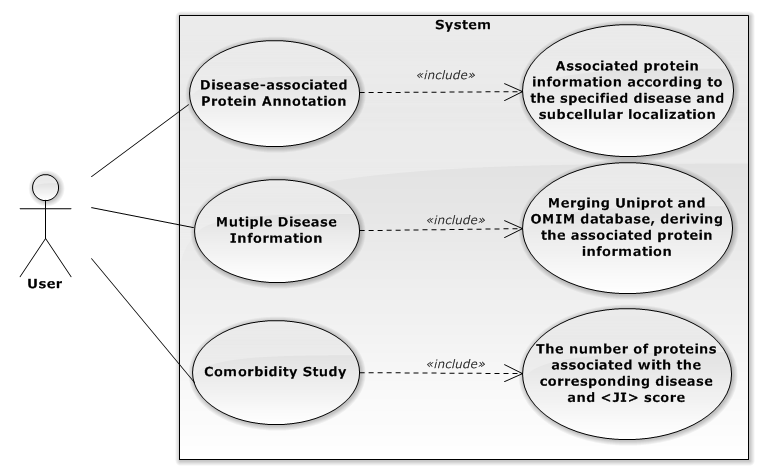 System
Disease-associated
Protein Annotation
«include»
Associated protein
information according to
the specified disease and
subcellular localization
Mutiple Disease
Information
«include»
Merging Uniprot and
OMIM database, deriving
the associated protein
information
User
Comorbidity Study
«include»
The number of proteins
associated with the
corresponding disease
and <JI> score